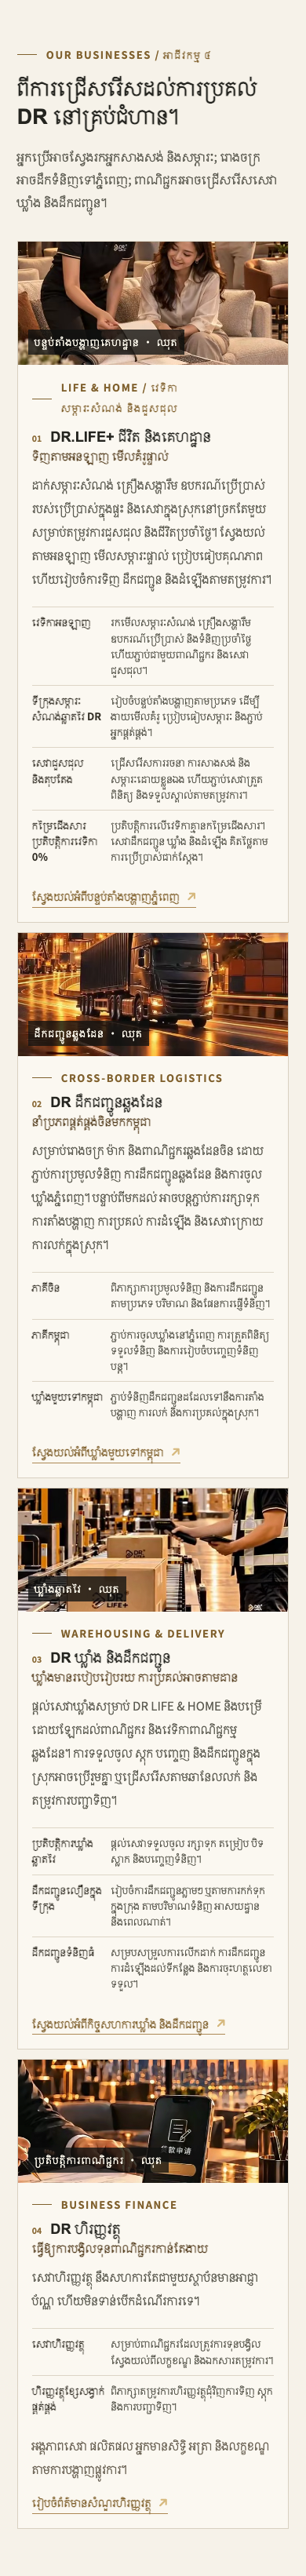 OUR BUSINESSES / អាជីវកម្ម ៤
ពីការជ្រើសរើសដល់ការប្រគល់
DR នៅគ្រប់ជំហាន។
អ្នកប្រើអាចស្វែងរកអ្នកសាងសង់ និងសម្ភារៈ; រោងចក្រ
អាចដឹកទំនិញទៅភ្នំពេញ; ពាណិជ្ជករអាចជ្រើសរើសសេវា
ឃ្លាំង និងដឹកជញ្ជូន។
បន្ទប់តាំងបង្ហាញគេហដ្ឋាន • ឈុត
LIFE & HOME / វេទិកា
សម្ភារៈសំណង់ និងជួសជុល
01 DR.LIFE+ ជីវិត និងគេហដ្ឋាន
ទិញតាមអនឡាញ មើលគំរូផ្ទាល់
ដាក់សម្ភារៈសំណង់ គ្រឿងសង្ហារឹម ឧបករណ៍ប្រើប្រាស់
របស់ប្រើប្រាស់ក្នុងផ្ទះ និងសេវាក្នុងស្រុកនៅច្រកតែមួយ
សម្រាប់តម្រូវការជួសជុល និងជីវិតប្រចាំថ្ងៃ។ ស្វែងយល់
តាមអនឡាញ មើលសម្ភារៈផ្ទាល់ ប្រៀបធៀបគុណភាព
ហើយរៀបចំការទិញ ដឹកជញ្ជូន និងដំឡើងតាមតម្រូវការ។
វេទិកាអនឡាញ
រកមើលសម្ភារៈសំណង់ គ្រឿងសង្ហារឹម
ឧបករណ៍ប្រើប្រាស់ និងទំនិញប្រចាំថ្ងៃ
ហើយភ្ជាប់ជាមួយពាណិជ្ជករ និងសេវា
ជួសជុល។
ទីក្រុងសម្ភារៈ
សំណង់ឆ្លាតវៃ DR
រៀបចំបន្ទប់តាំងបង្ហាញតាមប្រភេទ ដើម្បី
ងាយមើលគំរូ ប្រៀបធៀបសម្ភារៈ និងភ្ជាប់
អ្នកផ្គត់ផ្គង់។
សេវាជួសជុល
និងតុបតែង
ជ្រើសរើសការរចនា ការសាងសង់ និង
សម្ភារៈដោយខ្លួនឯង ហើយភ្ជាប់សេវាត្រួត
ពិនិត្យ និងទទួលស្គាល់តាមតម្រូវការ។
កម្រៃជើងសារ
ប្រតិបត្តិការវេទិកា
0%
ប្រតិបត្តិការលើវេទិកាគ្មានកម្រៃជើងសារ។
សេវាដឹកជញ្ជូន ឃ្លាំង និងដំឡើង គិតថ្លៃតាម
ការប្រើប្រាស់ជាក់ស្តែង។
ស្វែងយល់អំពីបន្ទប់តាំងបង្ហាញភ្នំពេញ ↗
ដឹកជញ្ជូនឆ្លងដែន • ឈុត
CROSS-BORDER LOGISTICS
02 DR ដឹកជញ្ជូនឆ្លងដែន
នាំប្រភពផ្គត់ផ្គង់ចិនមកកម្ពុជា
សម្រាប់រោងចក្រ ម៉ាក និងពាណិជ្ជករឆ្លងដែនចិន ដោយ
ភ្ជាប់ការប្រមូលទំនិញ ការដឹកជញ្ជូនឆ្លងដែន និងការចូល
ឃ្លាំងភ្នំពេញ។ បន្ទាប់ពីមកដល់ អាចបន្តភ្ជាប់ការរក្សាទុក
ការតាំងបង្ហាញ ការប្រគល់ ការដំឡើង និងសេវាក្រោយ
ការលក់ក្នុងស្រុក។
ភាគីចិន
ពិភាក្សាការប្រមូលទំនិញ និងការដឹកជញ្ជូន
តាមប្រភេទ បរិមាណ និងផែនការផ្ញើទំនិញ។
ភាគីកម្ពុជា
ភ្ជាប់ការចូលឃ្លាំងនៅភ្នំពេញ ការត្រួតពិនិត្យ
ទទួលទំនិញ និងការរៀបចំបញ្ចេញទំនិញ
បន្ត។
ឃ្លាំងមួយទៅកម្ពុជា
ភ្ជាប់ទំនិញដឹកជញ្ជូនដដែលទៅនឹងការតាំង
បង្ហាញ ការលក់ និងការប្រគល់ក្នុងស្រុក។
ស្វែងយល់អំពីឃ្លាំងមួយទៅកម្ពុជា ↗
DR.
LIFE+
ឃ្លាំងឆ្លាតវៃ • ឈុត
WAREHOUSING & DELIVERY
03 DR ឃ្លាំង និងដឹកជញ្ជូន
ឃ្លាំងមានរបៀបរៀបរយ ការប្រគល់អាចតាមដាន
ផ្តល់សេវាឃ្លាំងសម្រាប់ DR LIFE & HOME និងបម្រើ
ដោយឡែកដល់ពាណិជ្ជករ និងវេទិកាពាណិជ្ជកម្ម
ឆ្លងដែន។ ការទទួលចូល ស្តុក បញ្ចេញ និងដឹកជញ្ជូនក្នុង
ស្រុកអាចប្រើរួមគ្នា ឬជ្រើសរើសតាមឆានែលលក់ និង
តម្រូវការបញ្ជាទិញ។
ប្រតិបត្តិការឃ្លាំង
ឆ្លាតវៃ
ផ្តល់សេវាទទួលចូល រក្សាទុក តម្រៀប បិទ
ស្លាក និងបញ្ចេញទំនិញ។
ដឹកជញ្ជូនលឿនក្នុង
ទីក្រុង
រៀបចំការដឹកជញ្ជូនភ្លាមៗ ឬតាមការកក់ទុក
ក្នុងក្រុង តាមបរិមាណទំនិញ អាសយដ្ឋាន
និងពេលណាត់។
ដឹកជញ្ជូនទំនិញធំ
សម្របសម្រួលការលើកដាក់ ការដឹកជញ្ជូន
ការដំឡើងដល់ទីកន្លែង និងការចុះហត្ថលេខា
ទទួល។
ស្វែងយល់អំពីកិច្ចសហការឃ្លាំង និងដឹកជញ្ជូន ↗
贷款申请
ប្រតិបត្តិការពាណិជ្ជករ • ឈុត
BUSINESS FINANCE
04 DR ហិរញ្ញវត្ថុ
ធ្វើឱ្យការបង្វិលទុនពាណិជ្ជករកាន់តែងាយ
សេវាហិរញ្ញវត្ថុ នឹងសហការតែជាមួយស្ថាប័នមានអាជ្ញា
ប័ណ្ណ ហើយមិនទាន់បើកដំណើរការទេ។
សេវាហិរញ្ញវត្ថុ
សម្រាប់ពាណិជ្ជករដែលត្រូវការទុនបង្វិល
ស្វែងយល់ពីលក្ខខណ្ឌ និងឯកសារតម្រូវការ។
ហិរញ្ញវត្ថុខ្សែសង្វាក់
ផ្គត់ផ្គង់
ពិភាក្សាតម្រូវការហិរញ្ញវត្ថុជុំវិញការទិញ ស្តុក
និងការបញ្ជាទិញ។
អង្គភាពសេវា ផលិតផល អ្នកមានសិទ្ធិ អត្រា និងលក្ខខណ្ឌ
តាមការបង្ហាញផ្លូវការ។
រៀបចំព័ត៌មានសំណួរហិរញ្ញវត្ថុ ↗